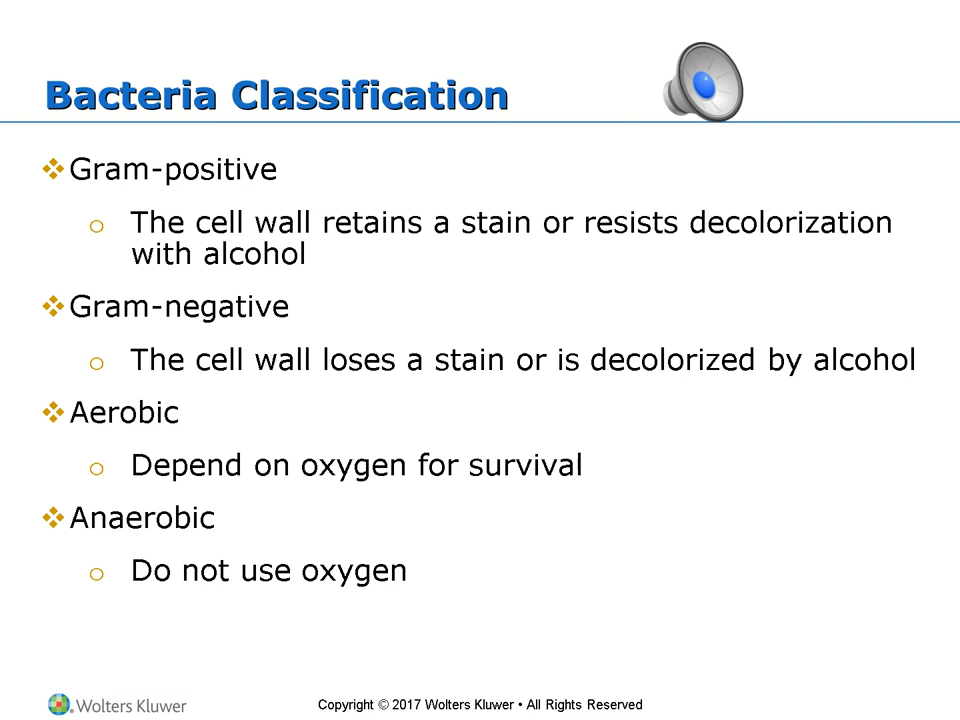 Bacteria Classification
❖Gram-positive
o The cell wall retains a stain or resists decolorization
with alcohol
❖Gram-negative
o The cell wall loses a stain or is decolorized by alcohol
❖Aerobic
o Depend on oxygen for survival
❖Anaerobic
o Do not use oxygen
Wolters Kluwer
Copyright © 2017 Wolters Kluwer • All Rights Reserved